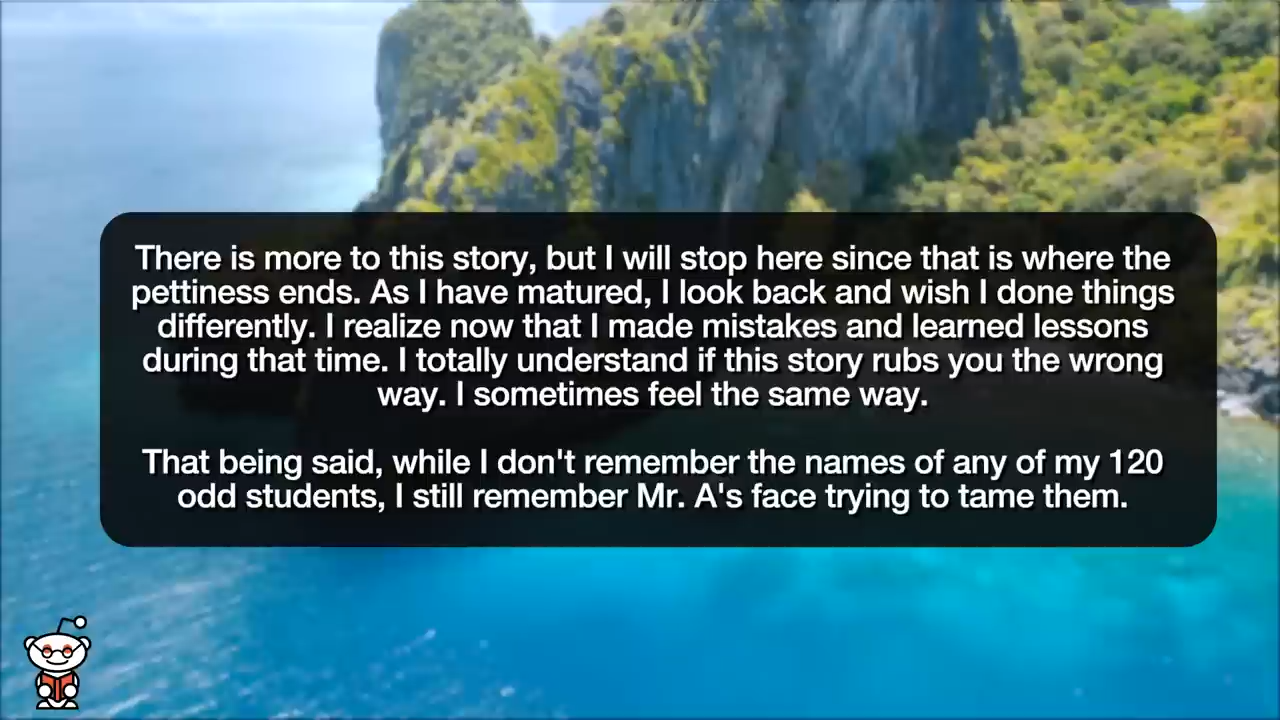 There is more to this story, but I will stop here since that is where the
pettiness ends. As I have matured, I look back and wish I done things
differently. I realize now that I made mistakes and learned lessons
during that time. I totally understand if this story rubs you the wrong
way. I sometimes feel the same way.
That being said, while I don't remember the names of any of my 120
odd students, I still remember Mr. A's face trying to tame them.